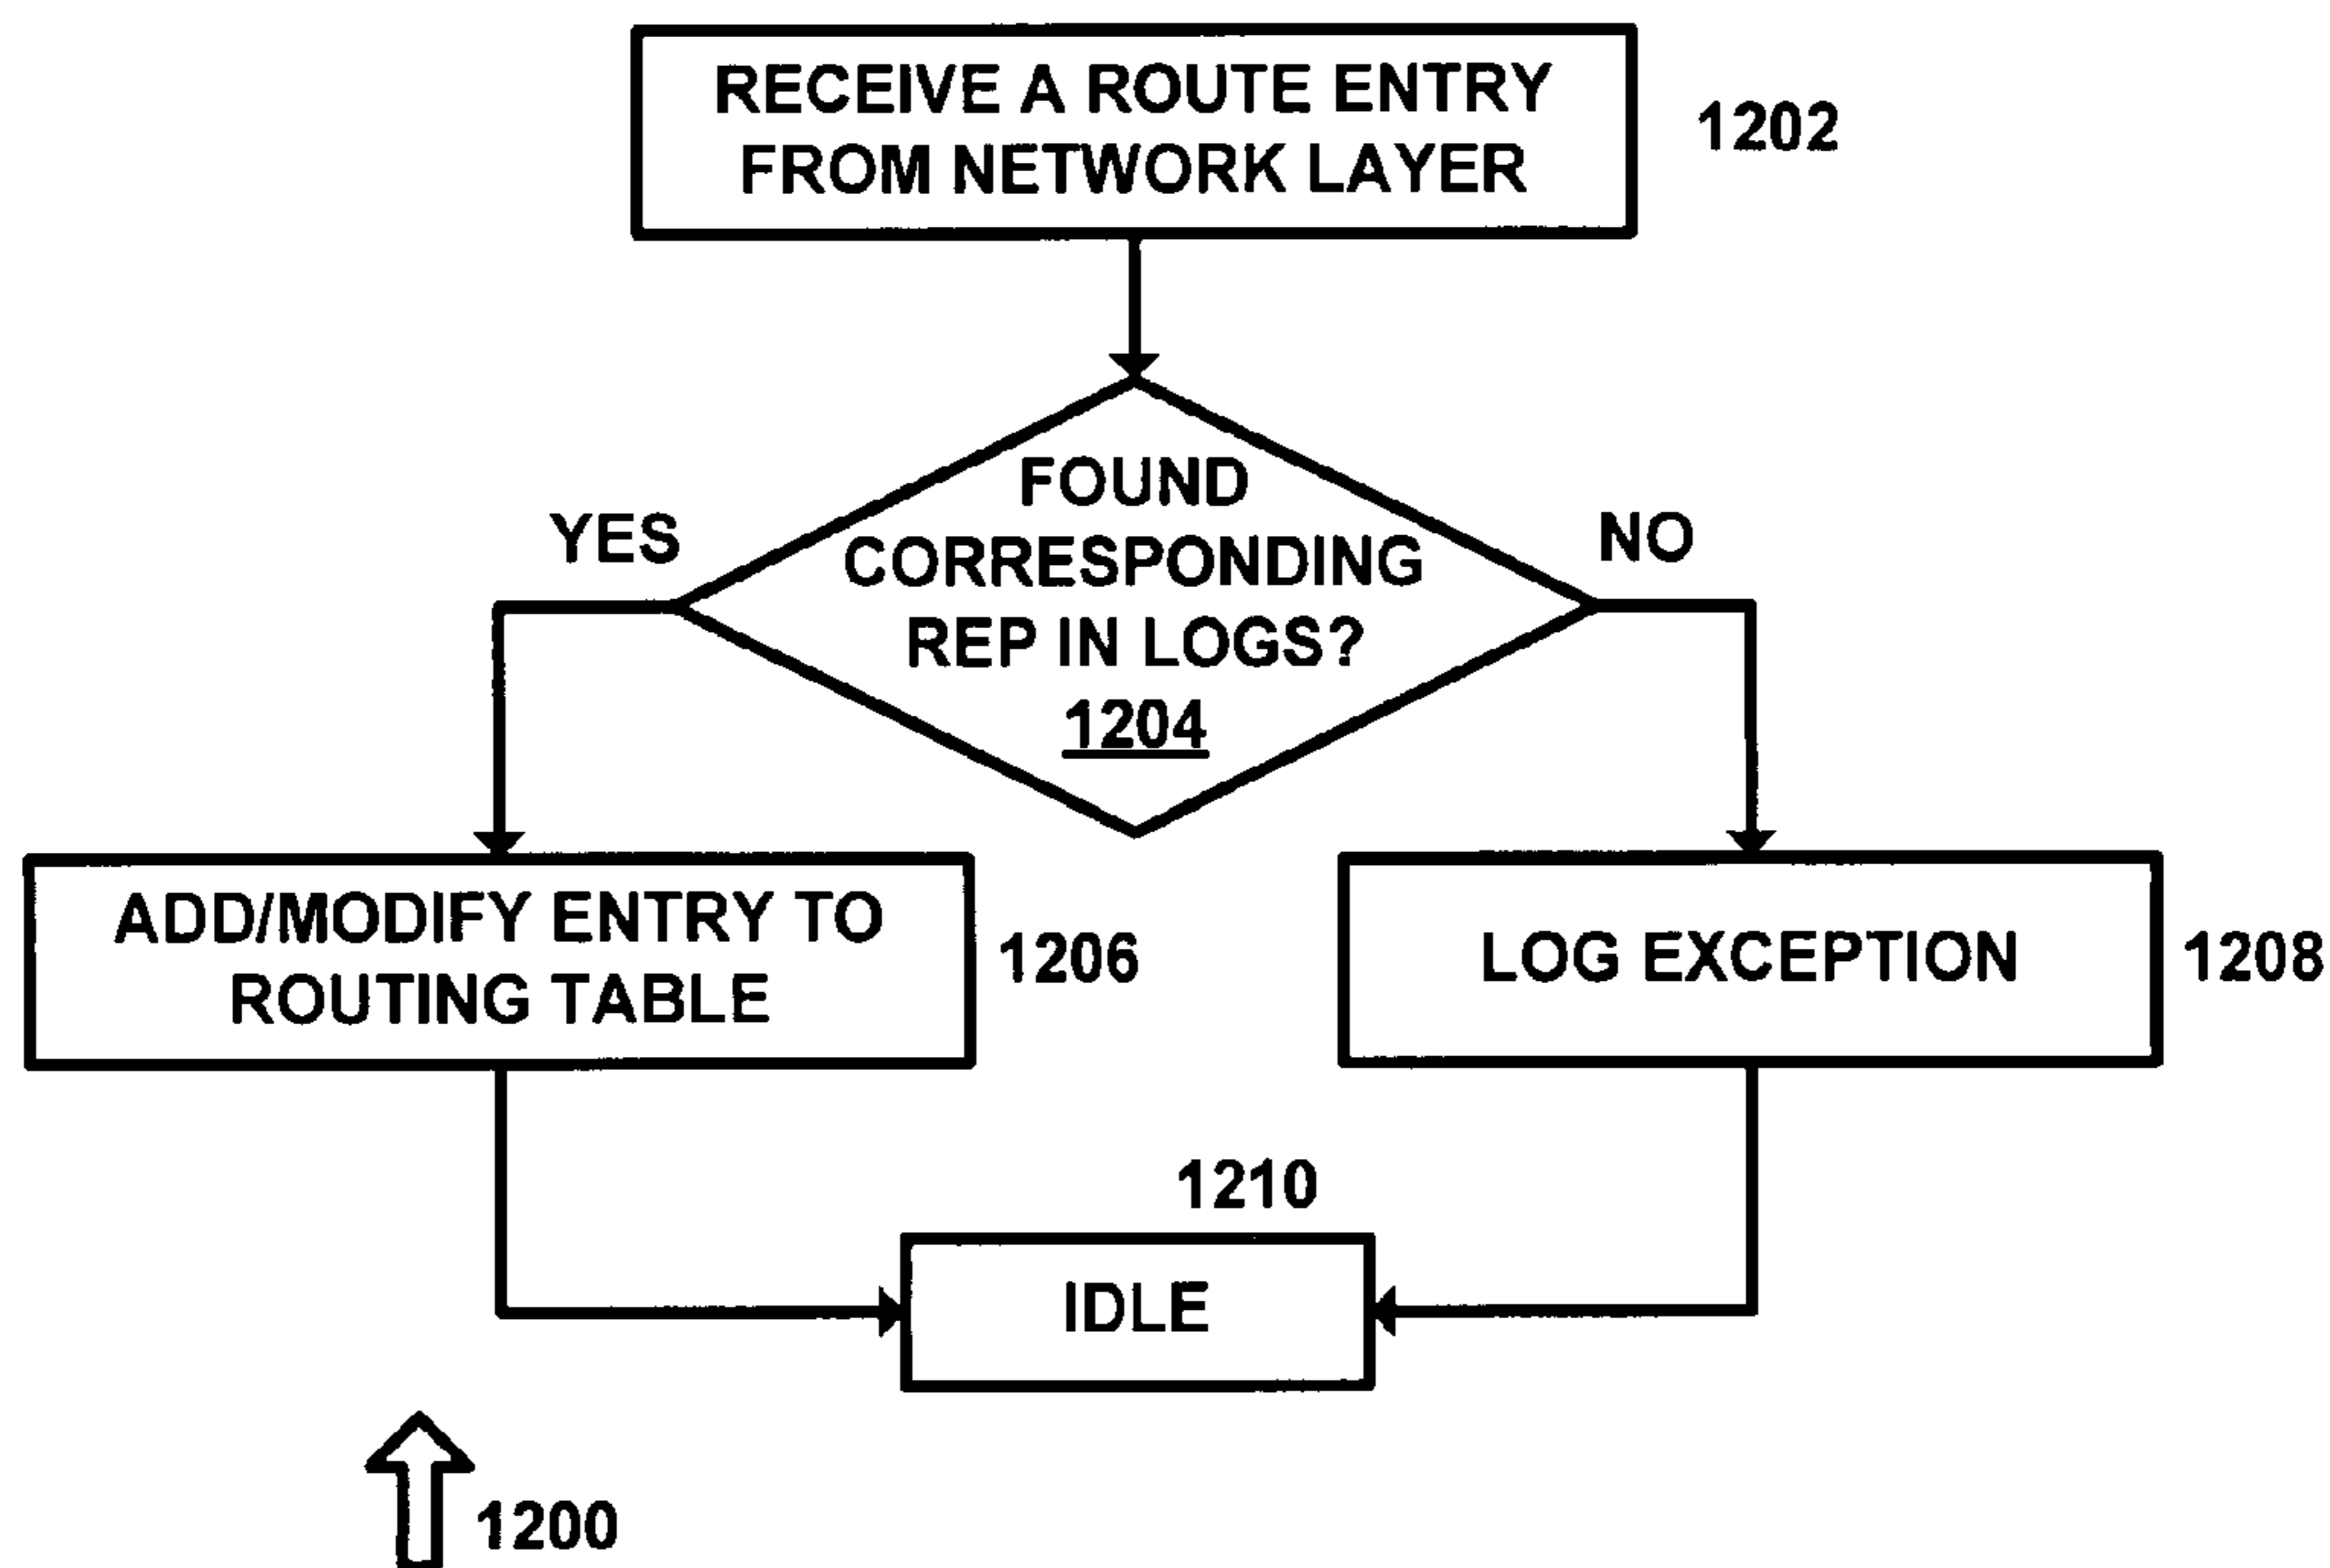 RECEIVE A ROUTE ENTRY
FROM NETWORK LAYER
1202
FOUND
CORRESPONDING
REP IN LOGS?
1204
YES
NO
ADD/MODIFY ENTRY TO
ROUTING TABLE
1206
LOG EXCEPTION
1208
1210
IDLE
1200